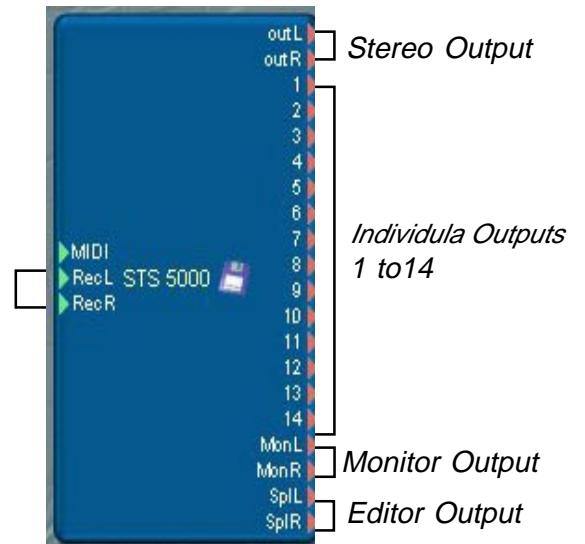 outL
outR
Stereo Output
1
2
3
4
5
6
7
8
9
10
11
12
13
14
Individula Outputs
1 to14
MIDI
RecL
STS 5000
RecR
MonL
MonR
Monitor Output
SplL
SplR
Editor Output